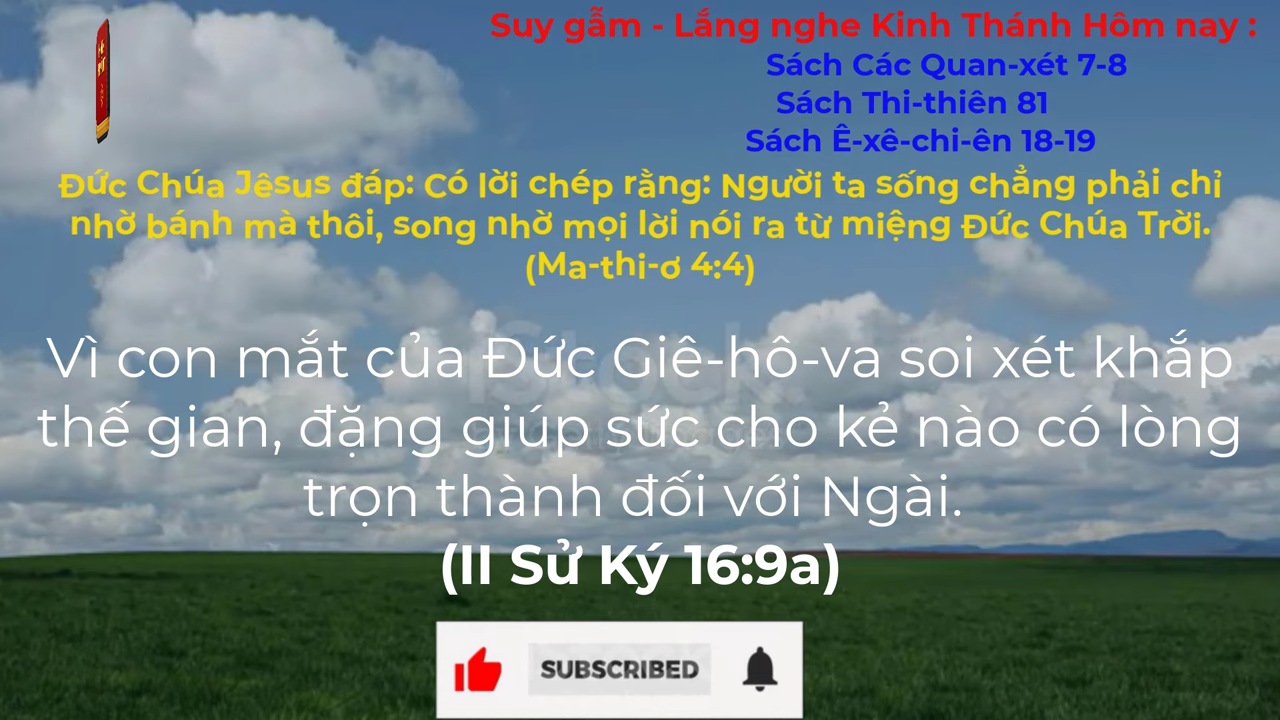 Suy gẫm - Lắng nghe Kinh Thánh Hôm nay :
Sách Các Quan-xét 7-8
Sách Thi-thiên 81
Sách Ê-xê-chi-ên 18-19
Đức Chúa Jêsus đáp: Có lời chép rằng: Người ta sống chẳng phải chỉ
nhờ bánh mà thôi, song nhờ mọi lời nói ra từ miệng Đức Chúa Trời.
(Ma-thi-ơ 4:4)
Vì con mắt của Đức Giê-hô-va soi xét khắp
thế gian, đặng giúp sức cho kẻ nào có lòng
trọn thành đối với Ngài.
(II Sử Ký 16:9a)
iStock
SUBSCRIBED